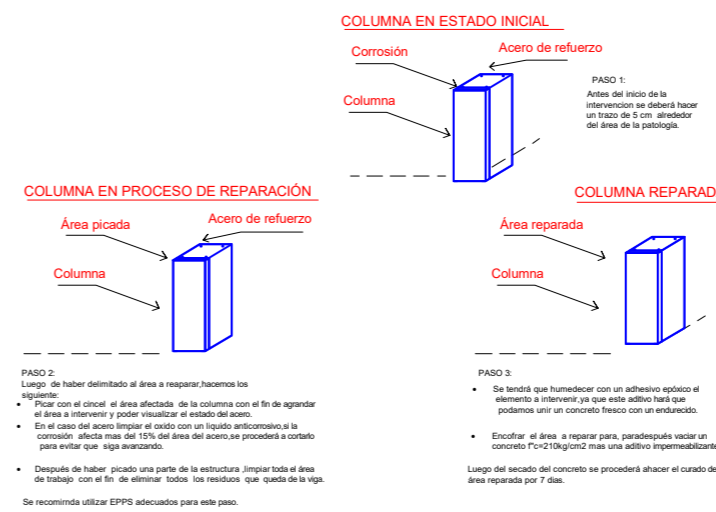 COLUMNA EN ESTADO INICIAL
Corrosión
Acero de refuerzo
Columna
PASO 1:
Antes del inicio de la
intervencion se deberá hacer
un trazo de 5 cm alrededor
del área de la patología.
COLUMNA EN PROCESO DE REPARACIÓN
Área picada
Acero de refuerzo
Columna
PASO 2:
Luego de haber delimitado al área a reaparar,hacemos los
siguiente:
• Picar con el cincel el área afectada de la columna con el fin de agrandar
el área a intervenir y poder visualizar el estado del acero.
• En el caso del acero limpiar el oxido con un liquido anticorrosivo,si la
corrosión afecta mas del 15% del área del acero,se procederá a cortarlo
para evitar que siga avanzando.
• Después de haber picado una parte de la estructura ,limpiar toda el área
de trabajo con el fin de eliminar todos los residuos que queda de la viga.
Se recomirnda utilizar EPPS adecuados para este paso.
COLUMNA REPARAD
Área reparada
Columna
PASO 3:
• Se tendrá que humedecer con un adhesivo epóxico el
elemento a intervenir,ya que este aditivo hará que
podamos unir un concreto fresco con un endurecido.
• Encofrar el área a reparar para, paradespués vaciar un
concreto f"c=210kg/cm2 mas una aditivo impermeabilizante
Luego del secado del concreto se procederá ahacer el curado de
área reparada por 7 dias.